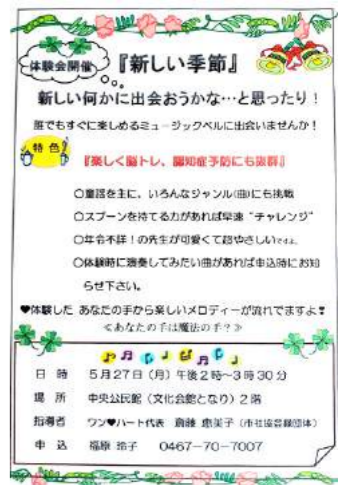 体験会開催
『新しい季節』
新しい何かに出会おうかな…と思ったり！
誰でもすぐに楽しめるミュージックベルに出会いませんか！
特色
『楽しく脳トレ、認知症予防にも抜群』
○童謡を主に、いろんなジャンル(曲)にも挑戦
○スプーンを持てる力があれば早速“チャレンジ”
○年令不詳！の先生が可愛くて超やさしいですよ。
○体験時に演奏してみたい曲があれば申込時にお知
らせ下さい。
♥体験した あなたの手から楽しいメロディーが流れてますよ❢
≪あなたの手は魔法の手？≫
日 時 ５月２７日（月）午後２時～３時３０分
場 所 中央公民館（文化会館となり）２階
指導者 ワン♥ハート代表 齋藤 恵美子（市社協登録団体）
申 込 福原 玲子 0467-70-7007